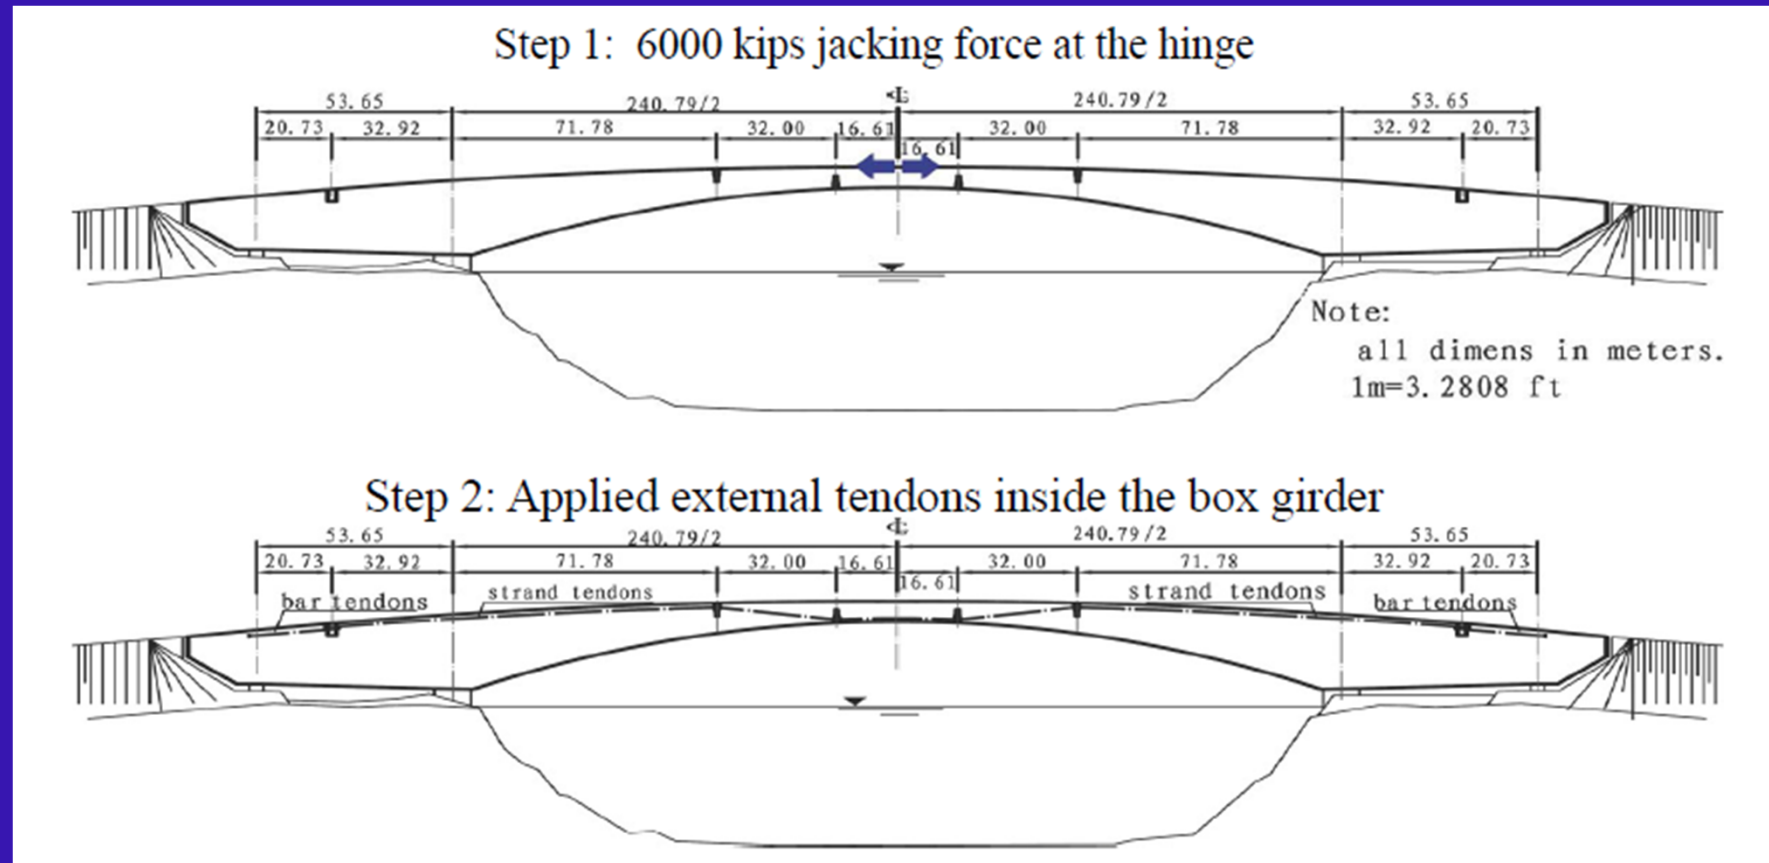 Step 1: 6000 kips jacking force at the hinge
53.65 240.79/2 240.79/2 53.65
20.73 32.92 71.78 32.00 16.61 32.00 71.78 32.92 20.73
16.61
Note:
all dimens in meters.
1m=3.2808 ft
Step 2: Applied external tendons inside the box girder
53.65 240.79/2 240.79/2 53.65
20.73 32.92 71.78 32.00 16.61 32.00 71.78 32.92 20.73
16.61
bar tendons strand tendons strand tendons bar tendons